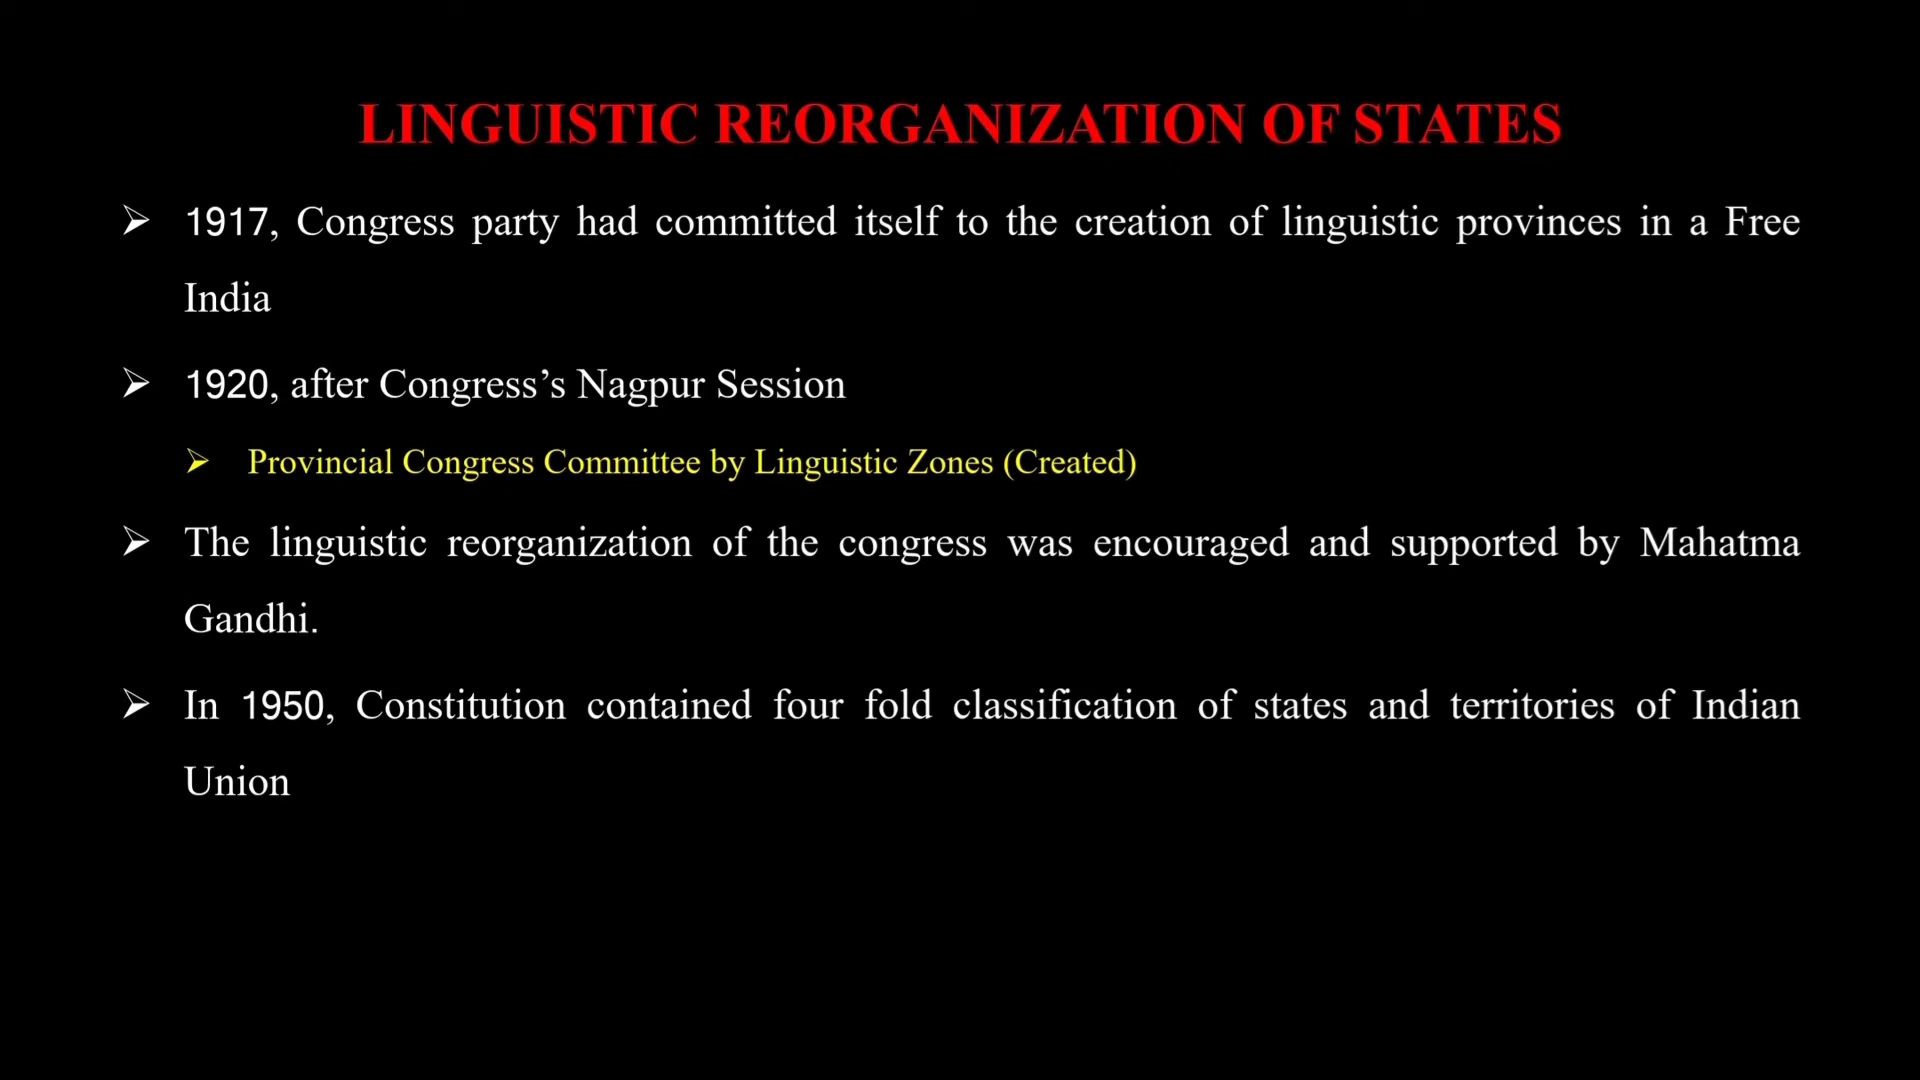 LINGUISTIC REORGANIZATION OF STATES
➢ 1917, Congress party had committed itself to the creation of linguistic provinces in a Free
India
➢ 1920, after Congress’s Nagpur Session
➢ Provincial Congress Committee by Linguistic Zones (Created)
➢ The linguistic reorganization of the congress was encouraged and supported by Mahatma
Gandhi.
➢ In 1950, Constitution contained four fold classification of states and territories of Indian
Union